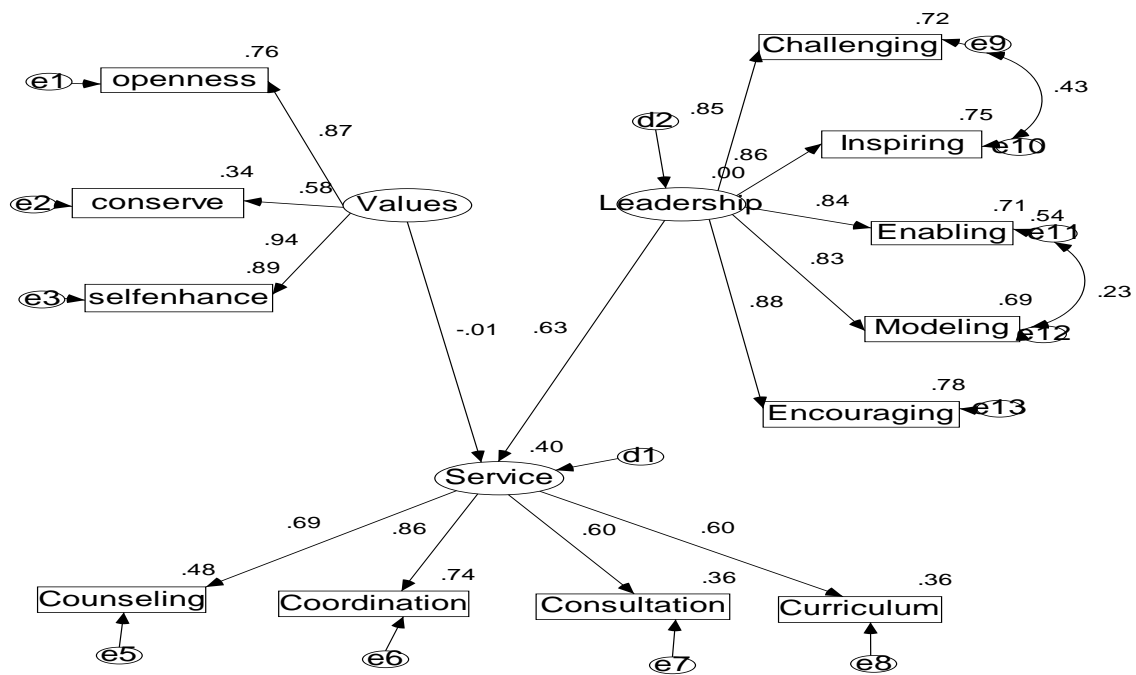 .72
Challenging
e9
.76
openness
e1
.43
.85
.75
d2
.87
Inspiring
e10
.86
.34
.00
.58
conserve
e2
Values
Leadership
.84
.71
.54
Enabling
e11
.94
.83
.89
selfenhance
e3
.23
.88
.69
-.01
.63
Modeling
e12
.78
Encouraging
e13
.40
d1
Service
.69
.86
.60
.60
.48
.74
.36
.36
Counseling
Coordination
Consultation
Curriculum
e5
e6
e7
e8